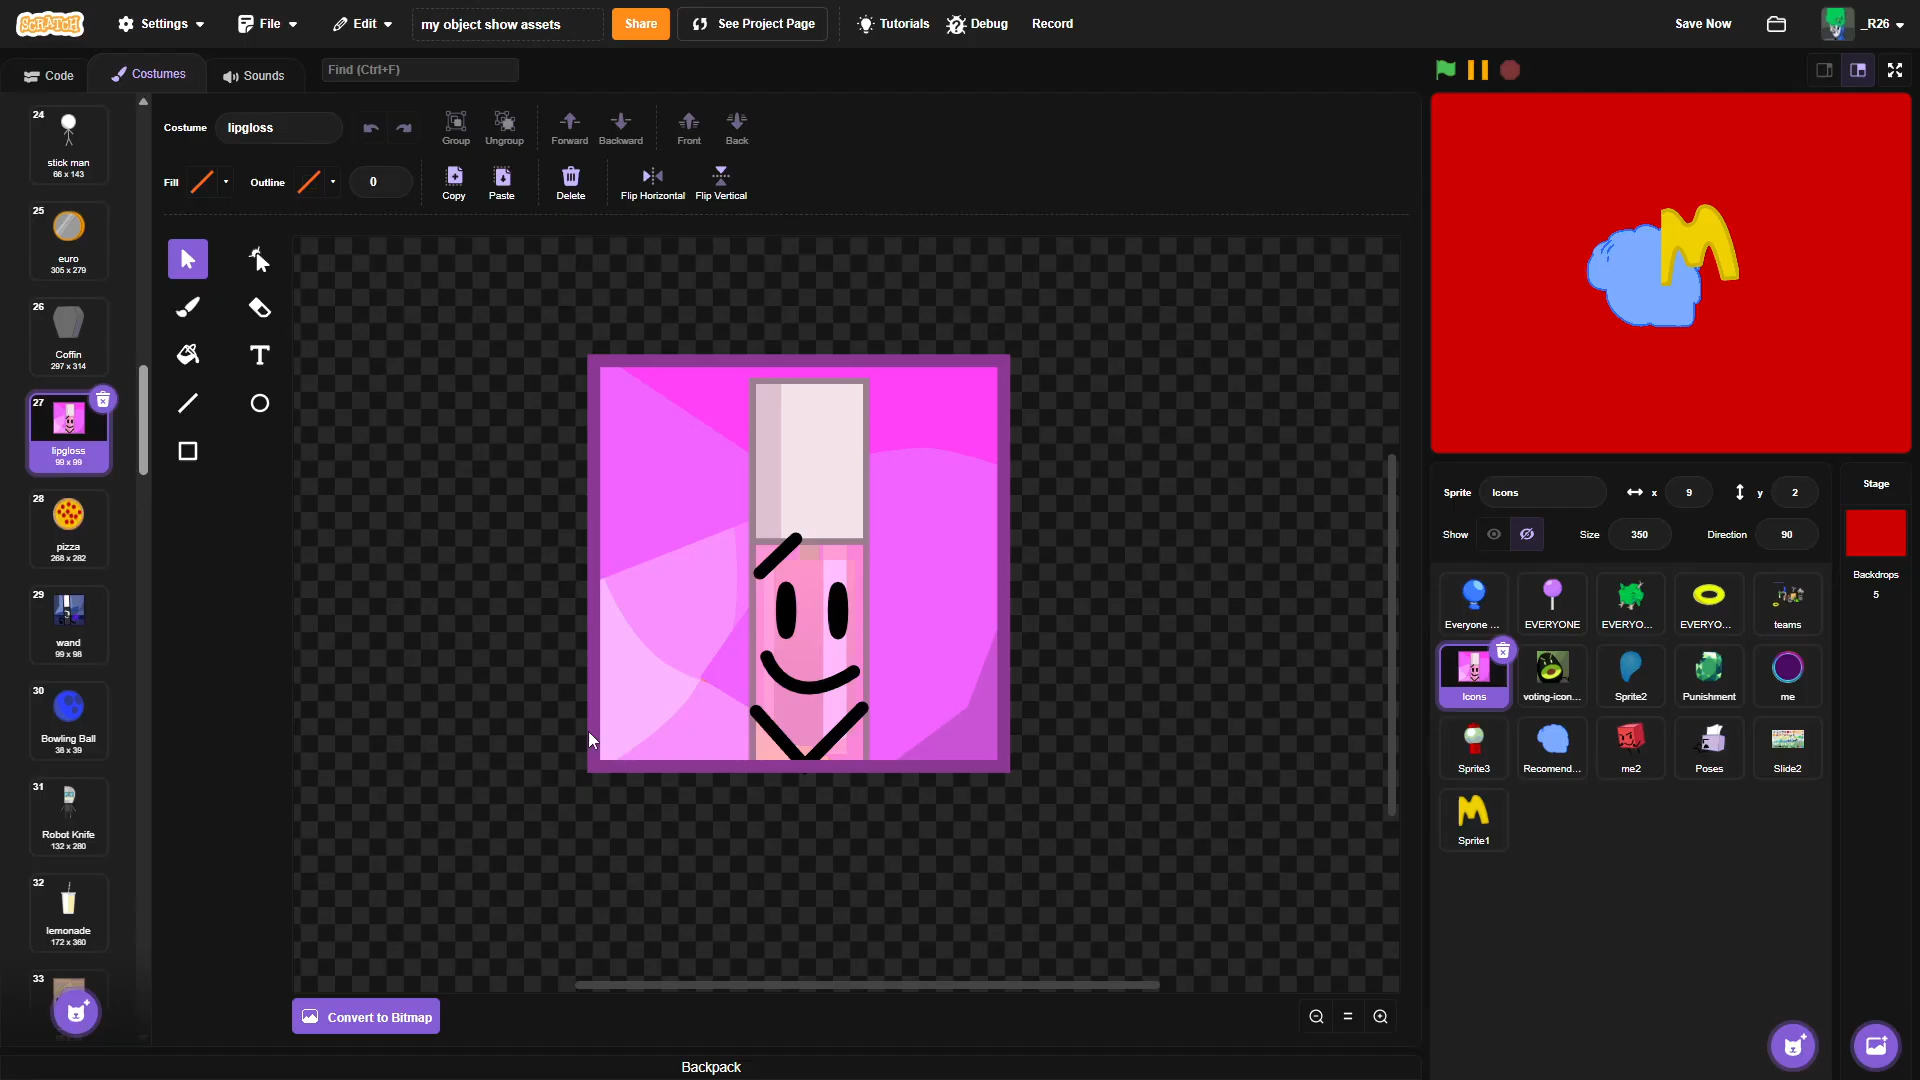 SCRATCH
Settings
File
Edit
my object show assets
Share
See Project Page
Tutorials
Debug
Record
Save Now
_R26
Code
Costumes
Sounds
Find (Ctrl+F)
Costume
lipgloss
Group
Ungroup
Forward
Backward
Front
Back
Fill
Outline
0
Copy
Paste
Delete
Flip Horizontal
Flip Vertical
24
stick man
66 x 143
25
euro
305 x 279
26
Coffin
297 x 314
27
lipgloss
99 x 99
28
pizza
268 x 282
29
wand
99 x 98
30
Bowling Ball
38 x 39
31
Robot Knife
132 x 280
32
lemonade
172 x 360
33
Convert to Bitmap
Backpack
Sprite
Icons
x
9
y
2
Show
Size
350
Direction
90
Stage
Backdrops
5
Everyone ...
EVERYONE
EVERYO...
EVERYO...
teams
Icons
voting-icon...
Sprite2
Punishment
me
Sprite3
Recomend...
me2
Poses
Slide2
Sprite1